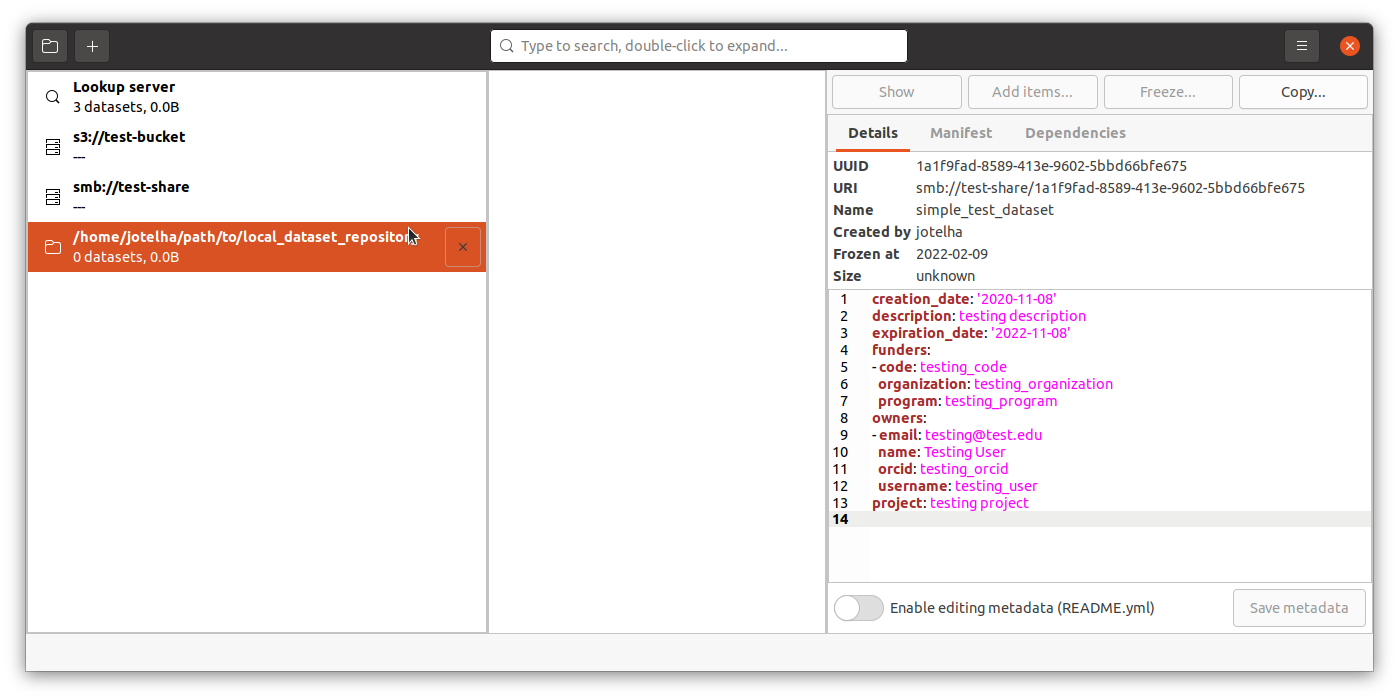 Type to search, double-click to expand...
Lookup server
3 datasets, 0.0B
s3://test-bucket
---
smb://test-share
---
/home/jotelha/path/to/local_dataset_repositor
0 datasets, 0.0B
Show Add items... Freeze... Copy...
Details Manifest Dependencies
UUID 1a1f9fad-8589-413e-9602-5bbd66bfe675
URI smb://test-share/1a1f9fad-8589-413e-9602-5bbd66bfe675
Name simple_test_dataset
Created by jotelha
Frozen at 2022-02-09
Size unknown
1 creation_date: '2020-11-08'
2 description: testing description
3 expiration_date: '2022-11-08'
4 funders:
5 - code: testing_code
6 organization: testing_organization
7 program: testing_program
8 owners:
9 - email: testing@test.edu
10 name: Testing User
11 orcid: testing_orcid
12 username: testing_user
13 project: testing project
14
Enable editing metadata (README.yml)
Save metadata